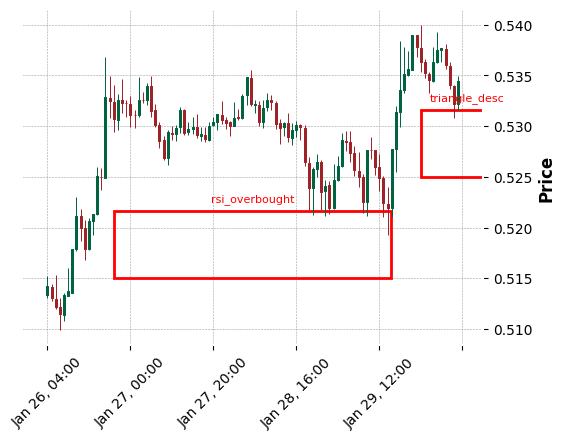 0.540
0.535
triangle_desc
0.530
0.525
rsi_overbought
0.520
0.515
0.510
Price
Jan 26, 04:00
Jan 27, 00:00
Jan 27, 20:00
Jan 28, 16:00
Jan 29, 12:00